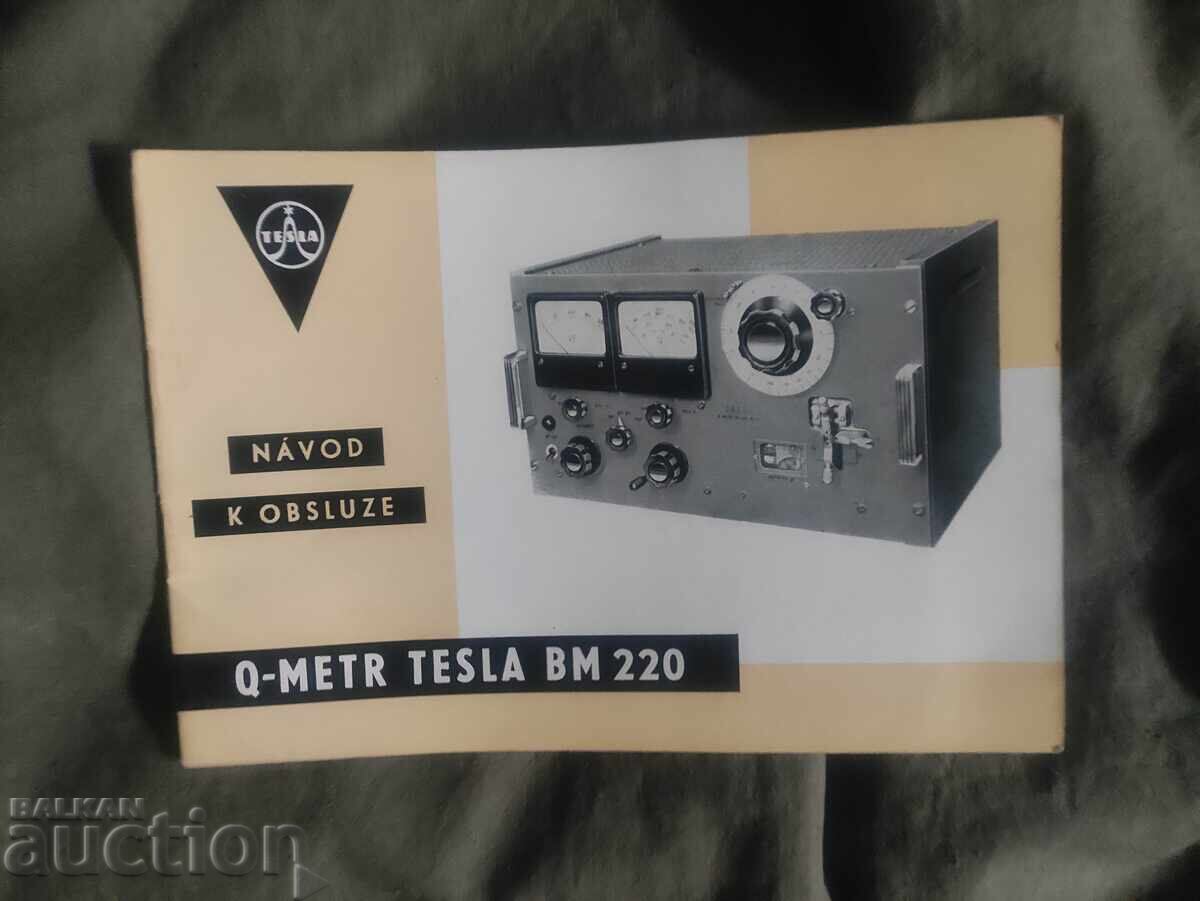 TESLA
NÁVOD
K OBSLUZE
Q-METR TESLA BM 220
BALKAN
auction